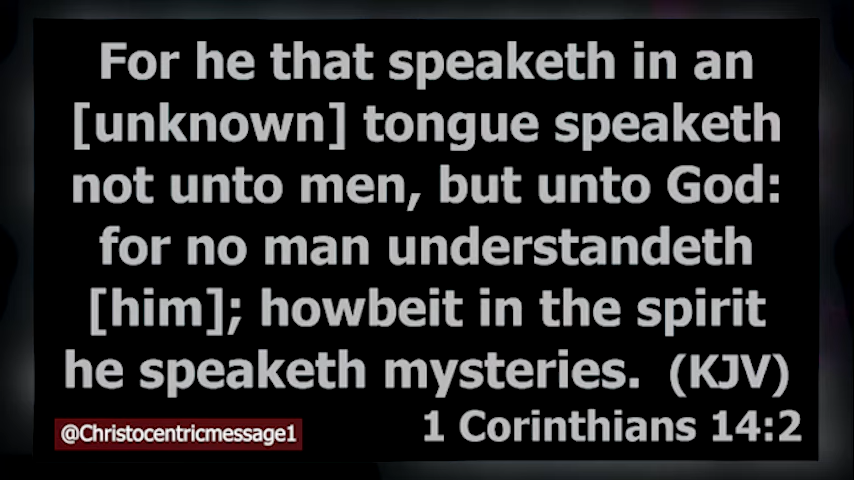 For he that speaketh in an
[unknown] tongue speaketh
not unto men, but unto God:
for no man understandeth
[him]; howbeit in the spirit
he speaketh mysteries. (KJV)
@Christocentricmessage1
1 Corinthians 14:2